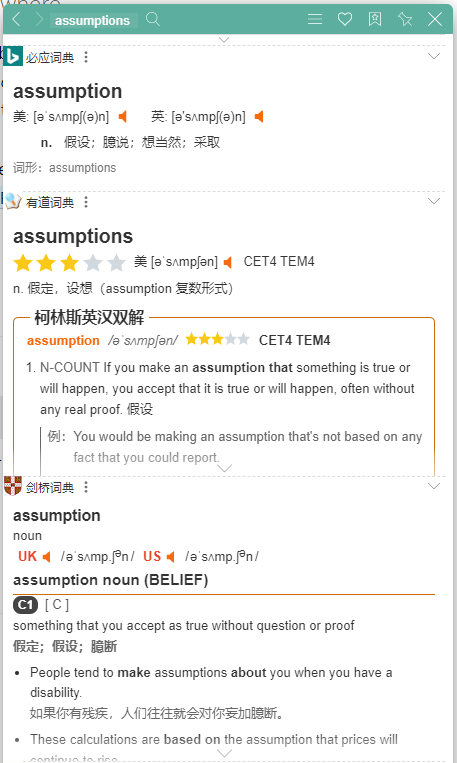 where
assumptions
必应词典
assumption
美: [əˈsʌmpʃ(ə)n] 英: [ə'sʌmpʃ(ə)n]
n. 假设；臆说；想当然；采取
词形：assumptions
有道词典
assumptions
美 [əˈsʌmpʃən] CET4 TEM4
n. 假定，设想（assumption 复数形式）
柯林斯英汉双解
assumption /əˈsʌmpʃən/ CET4 TEM4
1. N-COUNT If you make an assumption that something is true or
will happen, you accept that it is true or will happen, often without
any real proof. 假设
例： You would be making an assumption that's not based on any
fact that you could report.
剑桥词典
assumption
noun
UK /əˈsʌmp.ʃᵊn/ US /əˈsʌmp.ʃᵊn/
assumption noun (BELIEF)
C1 [ C ]
something that you accept as true without question or proof
假定；假设；臆断
• People tend to make assumptions about you when you have a
disability.
如果你有残疾，人们往往就会对你妄加臆断。
• These calculations are based on the assumption that prices will
continue to rise.